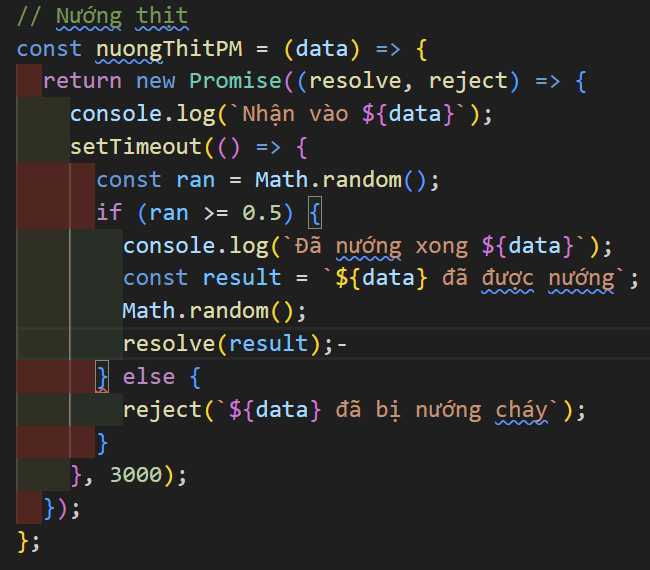 // Nướng thịt
const nuongThitPM = (data) => {
return new Promise((resolve, reject) => {
console.log(`Nhận vào ${data}`);
setTimeout(() => {
const ran = Math.random();
if (ran >= 0.5) {
console.log(`Đã nướng xong ${data}`);
const result = `${data} đã được nướng`;
Math.random();
resolve(result);-
} else {
reject(`${data} đã bị nướng cháy`);
}
}, 3000);
});
};